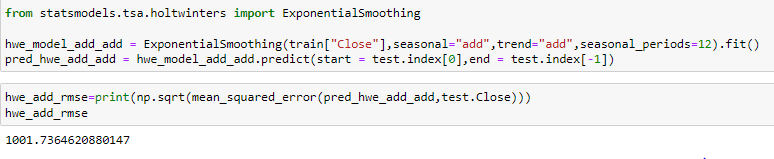 from statsmodels.tsa.holtwinters import ExponentialSmoothing
hwe_model_add_add = ExponentialSmoothing(train["Close"],seasonal="add",trend="add",seasonal_periods=12).fit()
pred_hwe_add_add = hwe_model_add_add.predict(start = test.index[0],end = test.index[-1])
hwe_add_rmse=print(np.sqrt(mean_squared_error(pred_hwe_add_add,test.Close)))
hwe_add_rmse
1001.7364620880147